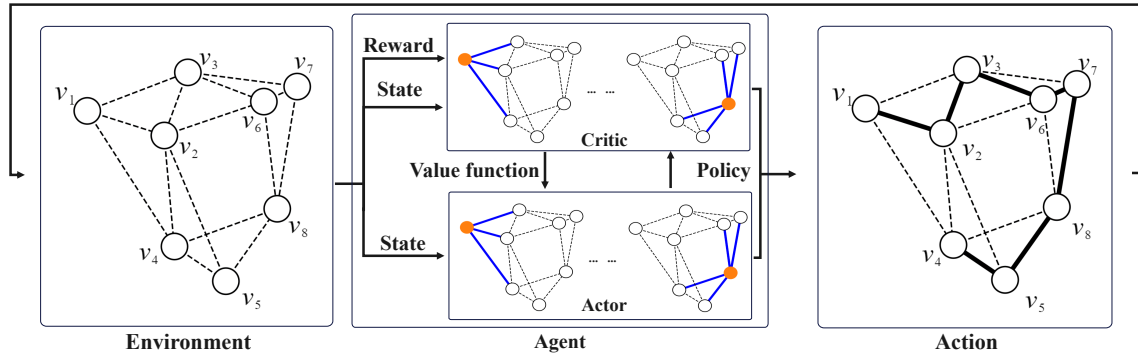 v3
v7
v1
v6
v2
v8
v4
v5
Environment
Reward
State
... ...
Critic
Value function
Policy
State
... ...
Actor
Agent
v3
v7
v1
v6
v2
v8
v4
v5
Action